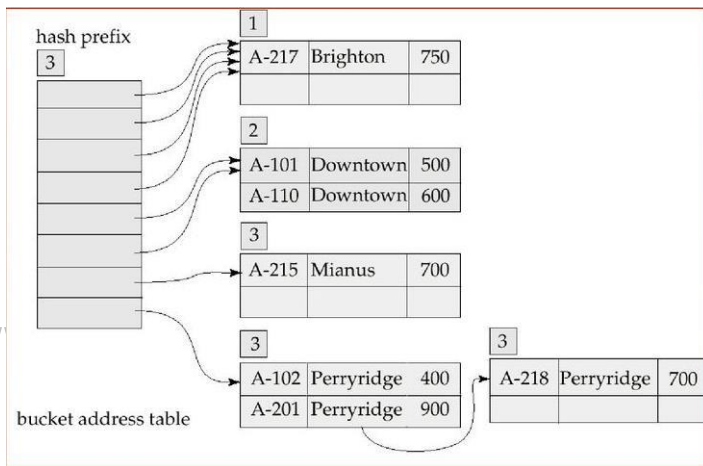 hash prefix
3
1
A-217 Brighton 750
2
A-101 Downtown 500
A-110 Downtown 600
3
A-215 Mianus 700
3
A-102 Perryridge 400
A-201 Perryridge 900
3
A-218 Perryridge 700
bucket address table